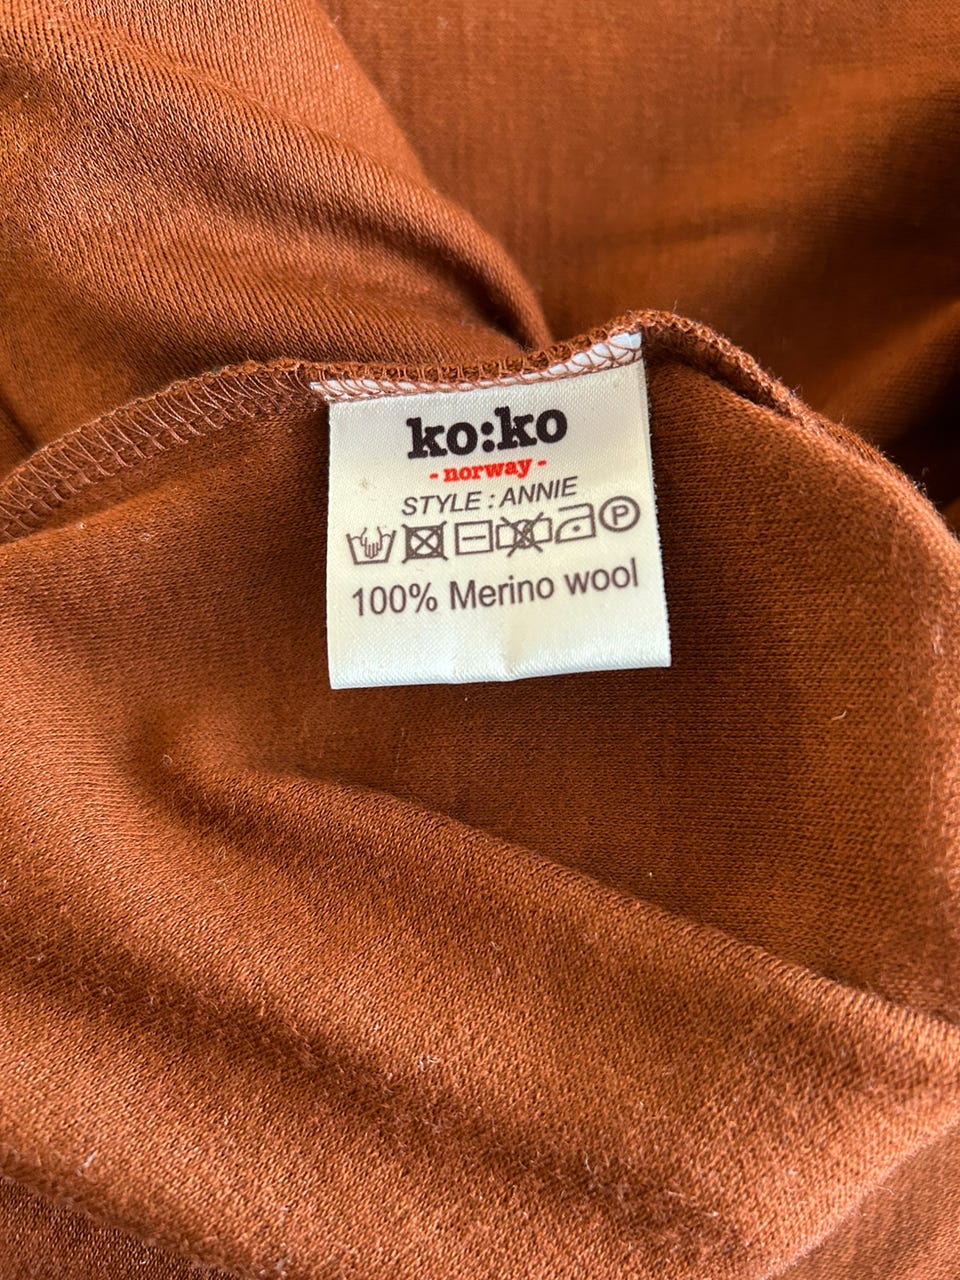 ko:ko
- norway -
STYLE : ANNIE
P
100% Merino wool